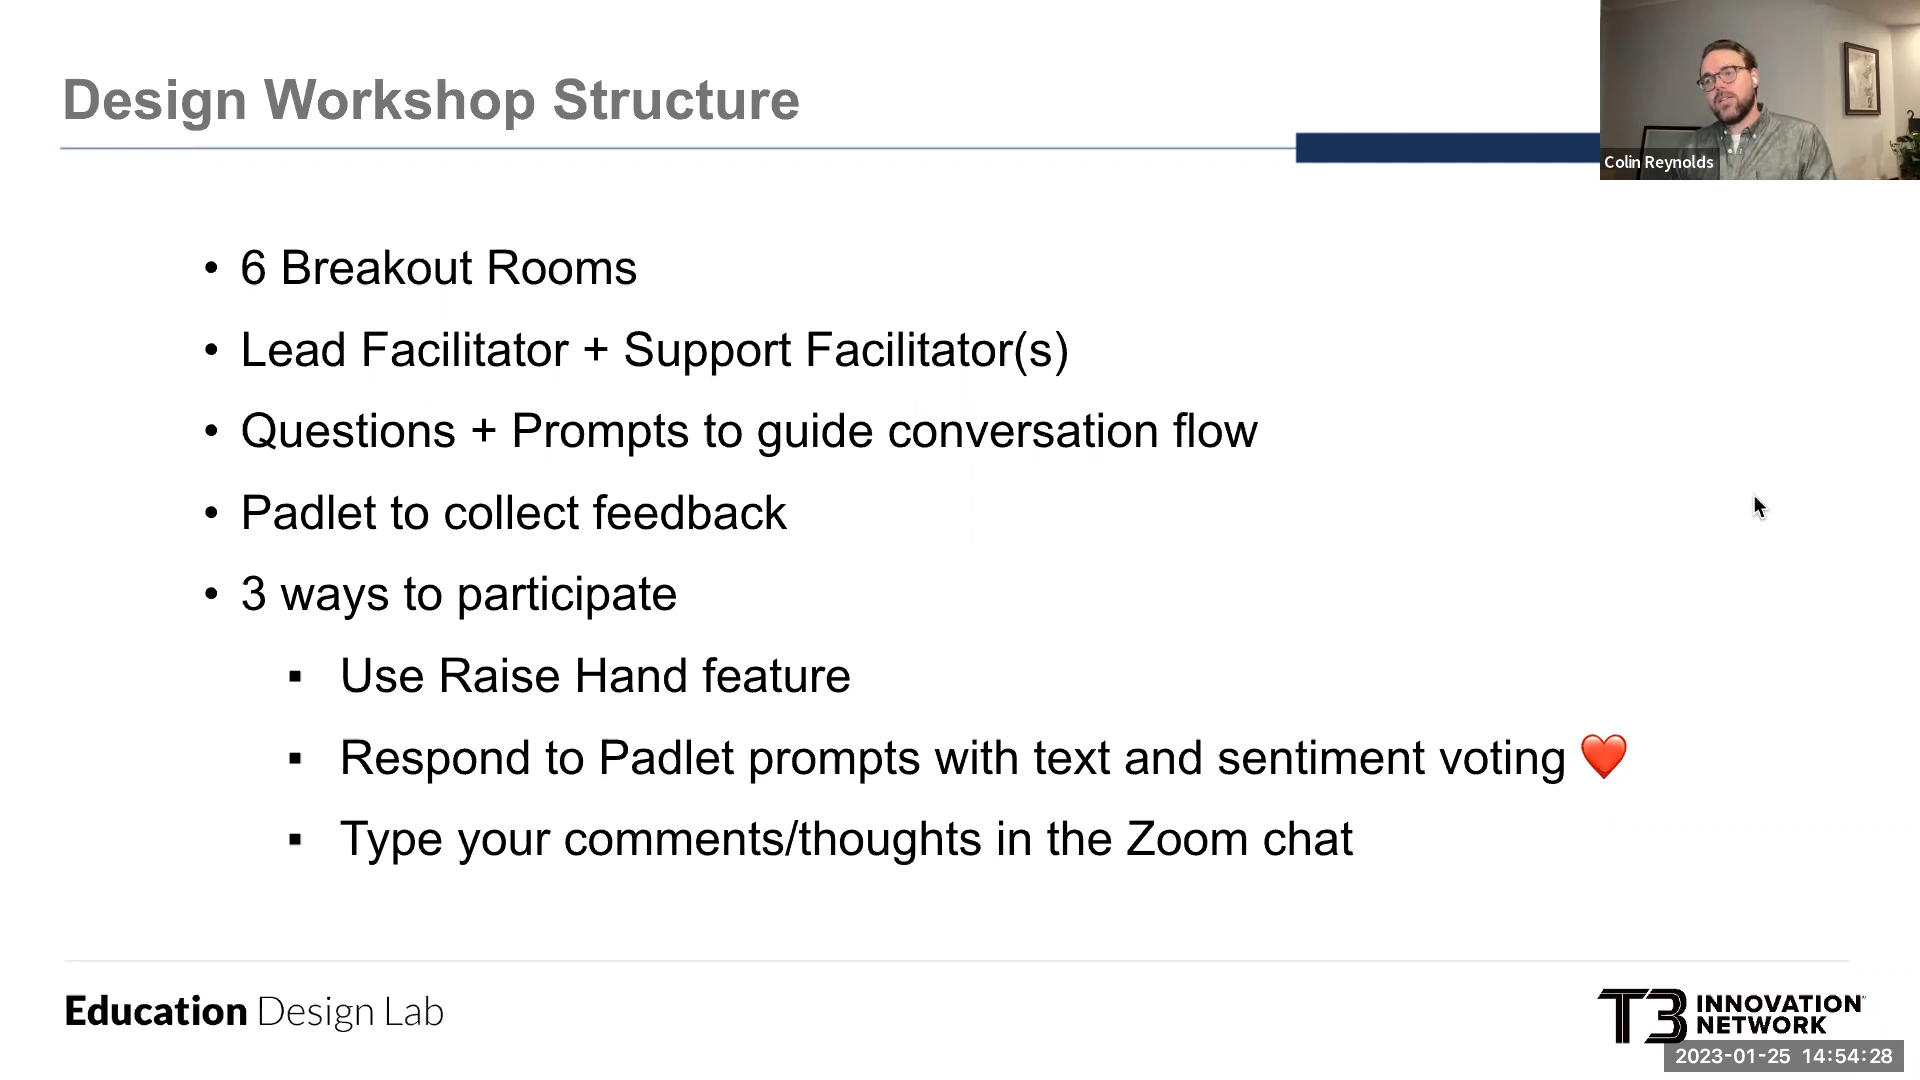 Design Workshop Structure
Colin Reynolds
• 6 Breakout Rooms
• Lead Facilitator + Support Facilitator(s)
• Questions + Prompts to guide conversation flow
• Padlet to collect feedback
• 3 ways to participate
▪ Use Raise Hand feature
▪ Respond to Padlet prompts with text and sentiment voting ❤️
▪ Type your comments/thoughts in the Zoom chat
Education Design Lab
T3 INNOVATION
NETWORK
2023-01-25 14:54:28